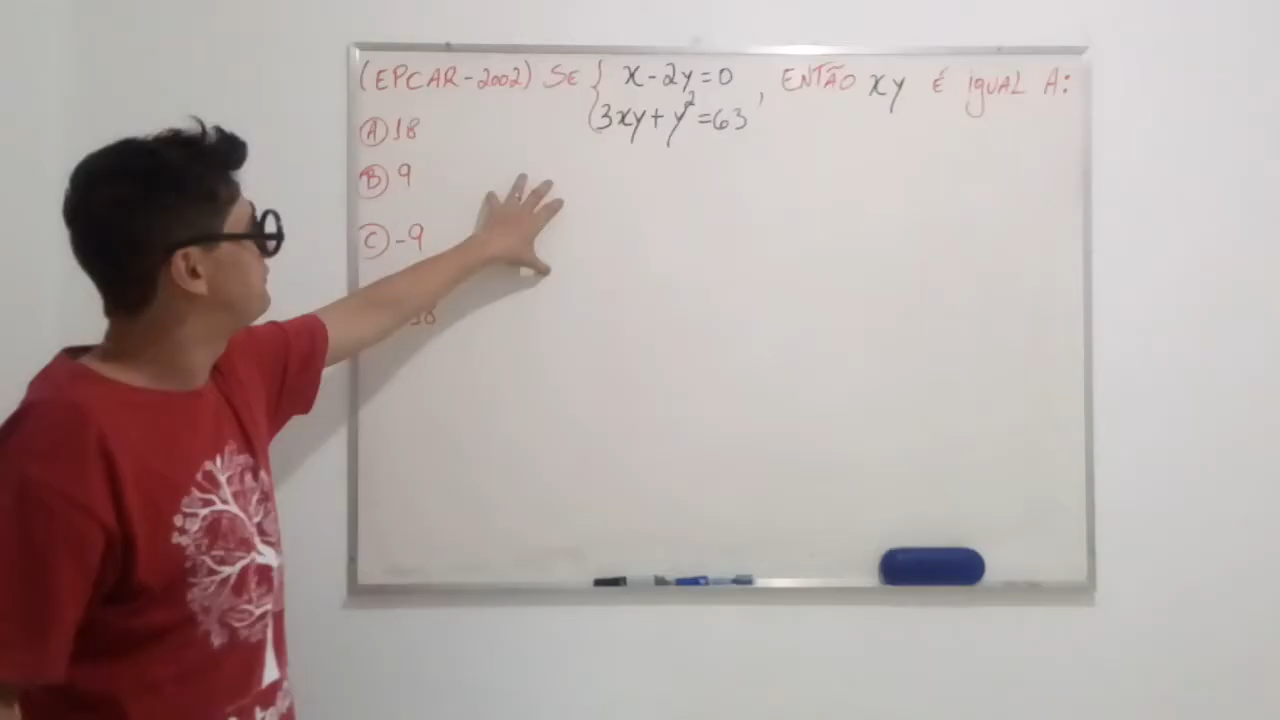 (EPCAR-2002) SE { x-2y=0 , ENTÃO xy É IGUAL A:
3xy+y²=63
A 18
B 9
C -9